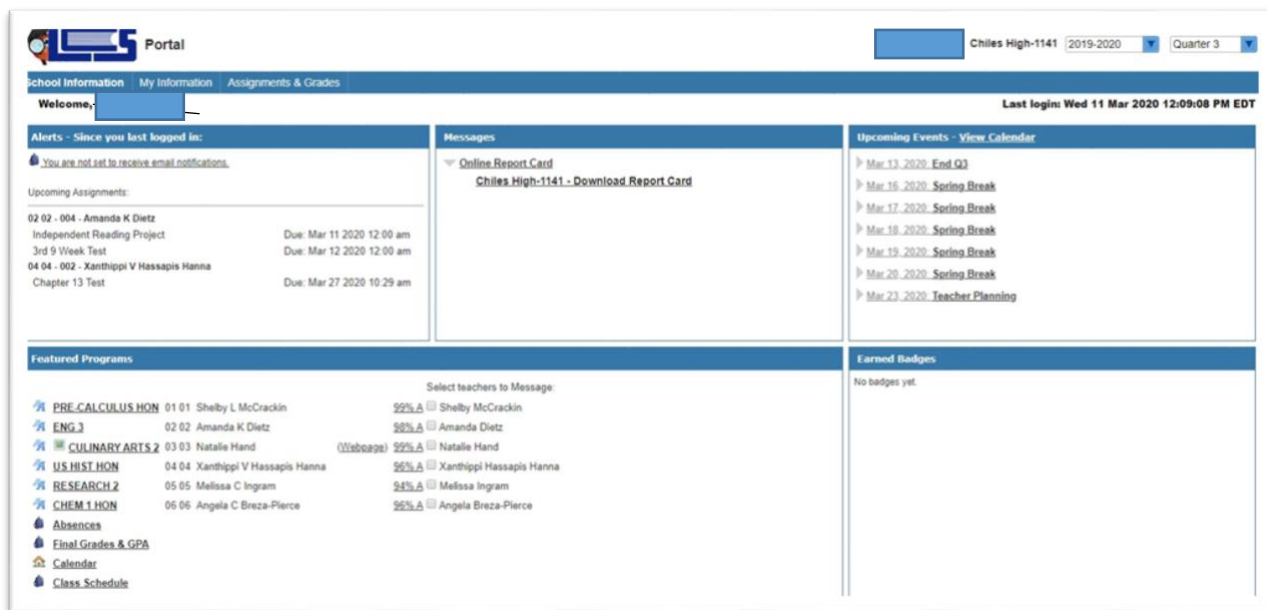 LCS Portal
Chiles High-1141 2019-2020 Quarter 3
School Information My Information Assignments & Grades
Welcome,
Last login: Wed 11 Mar 2020 12:09:08 PM EDT
Alerts - Since you last logged in:
You are not set to receive email notifications.
Upcoming Assignments:
02 02 - 004 - Amanda K Dietz
Independent Reading Project Due: Mar 11 2020 12:00 am
3rd 9 Week Test Due: Mar 12 2020 12:00 am
04 04 - 002 - Xanthippi V Hassapis Hanna
Chapter 13 Test Due: Mar 27 2020 10:29 am
Messages
Online Report Card
Chiles High-1141 - Download Report Card
Upcoming Events - View Calendar
Mar 13, 2020: End Q3
Mar 16, 2020: Spring Break
Mar 17, 2020: Spring Break
Mar 18, 2020: Spring Break
Mar 19, 2020: Spring Break
Mar 20, 2020: Spring Break
Mar 23, 2020: Teacher Planning
Featured Programs
Select teachers to Message:
PRE-CALCULUS HON 01 01 Shelby L McCrackin 99% A Shelby McCrackin
ENG 3 02 02 Amanda K Dietz 98% A Amanda Dietz
CULINARY ARTS 2 03 03 Natalie Hand (Webpage) 99% A Natalie Hand
US HIST HON 04 04 Xanthippi V Hassapis Hanna 96% A Xanthippi Hassapis Hanna
RESEARCH 2 05 05 Melissa C Ingram 94% A Melissa Ingram
CHEM 1 HON 06 06 Angela C Breza-Pierce 96% A Angela Breza-Pierce
Absences
Final Grades & GPA
Calendar
Class Schedule
Earned Badges
No badges yet.